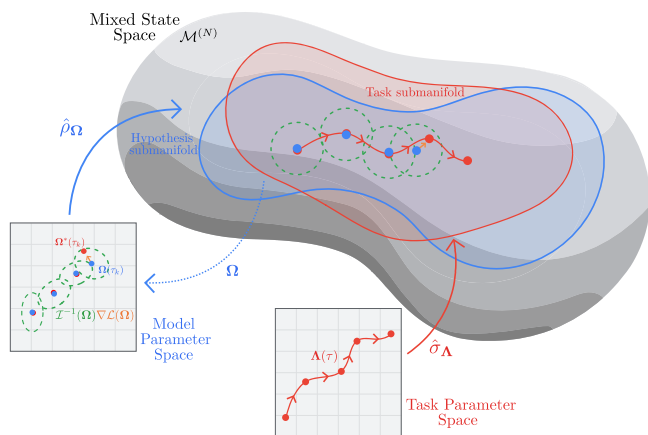 Mixed State
Space
𝓜^(N)
Task submanifold
ρ̂_Ω
Hypothesis
submanifold
Ω*(τ_k)
Ω(τ_k)
Ω
𝓘⁻¹(Ω)∇𝓛(Ω)
Model
Parameter
Space
Λ(τ)
σ̂_Λ
Task Parameter
Space